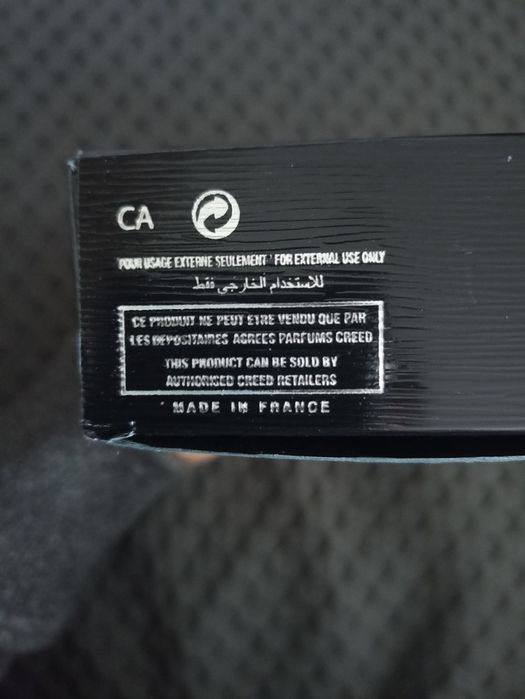 CA
POUR USAGE EXTERNE SEULEMENT ' FOR EXTERNAL USE ONLY
للاستخدام الخارجي فقط
CE PRODUIT NE PEUT ETRE VENDU QUE PAR
LES DEPOSITAIRES AGREES PARFUMS CREED
THIS PRODUCT CAN BE SOLD BY
AUTHORISED CREED RETAILERS
MADE IN FRANCE